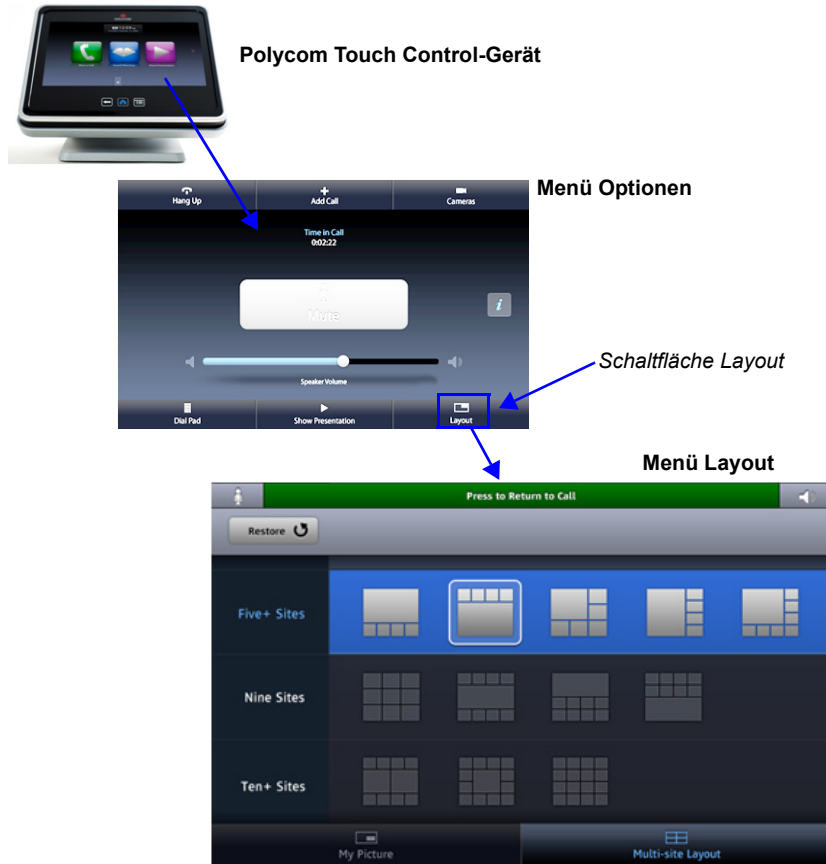 Polycom Touch Control-Gerät
Menü Optionen
Hang Up
Add Call
Cameras
Time in Call
0:02:22
Mute
Speaker Volume
Schaltfläche Layout
Dial Pad
Show Presentation
Layout
Menü Layout
Press to Return to Call
Restore
Five+ Sites
Nine Sites
Ten+ Sites
My Picture
Multi-site Layout